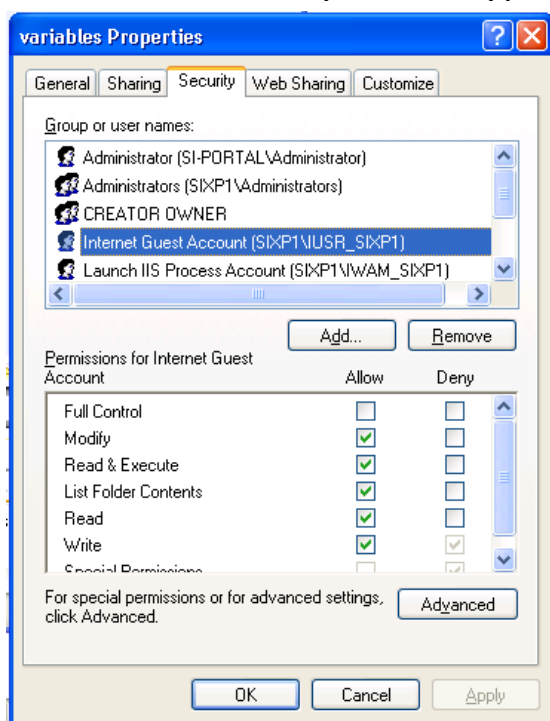 variables Properties
General Sharing Security Web Sharing Customize
Group or user names:
Administrator (SI-PORTAL\Administrator)
Administrators (SIXP1\Administrators)
CREATOR OWNER
Internet Guest Account (SIXP1\IUSR_SIXP1)
Launch IIS Process Account (SIXP1\IWAM_SIXP1)
Add... Remove
Permissions for Internet Guest
Account Allow Deny
Full Control
Modify
Read & Execute
List Folder Contents
Read
Write
Special Permissions
For special permissions or for advanced settings,
click Advanced.
Advanced
OK Cancel Apply